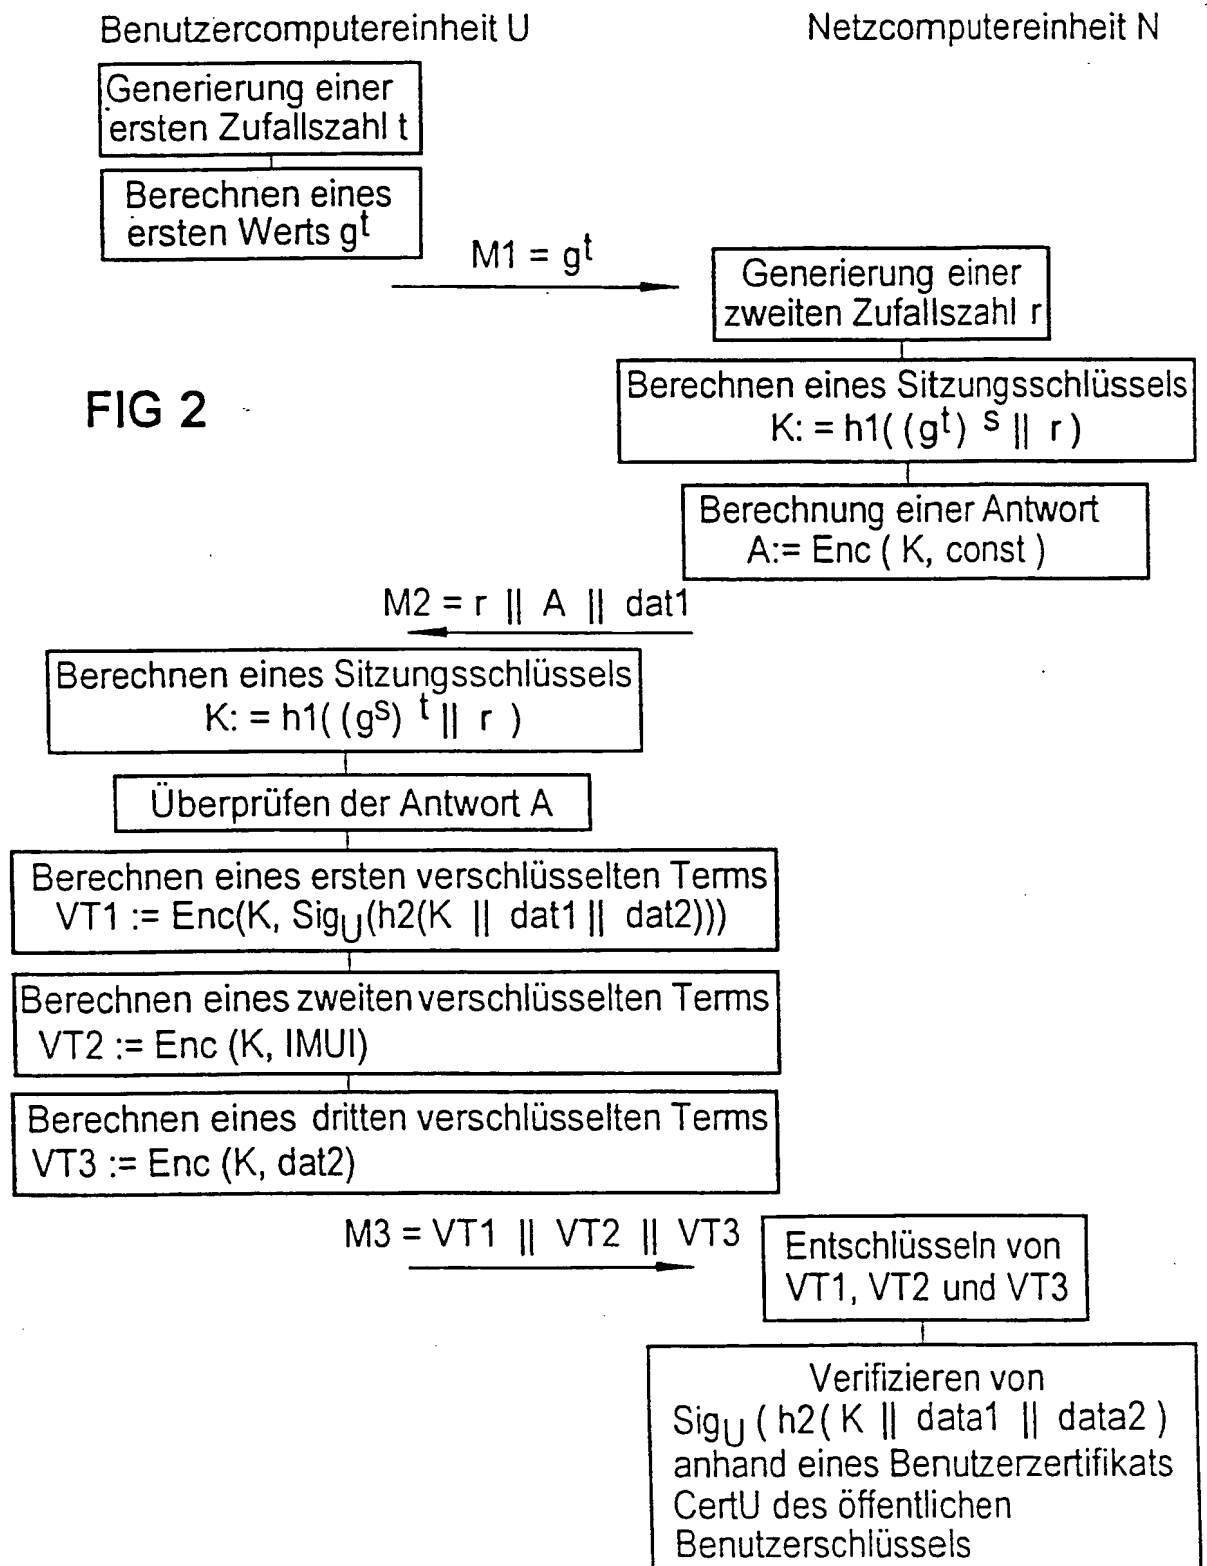 Benutzercomputereinheit U
Netzcomputereinheit N
Generierung einer
ersten Zufallszahl t
Berechnen eines
ersten Werts g^t
M1 = g^t
Generierung einer
zweiten Zufallszahl r
FIG 2
Berechnen eines Sitzungsschlüssels
K: = h1( (g^t) ^s || r )
Berechnung einer Antwort
A:= Enc ( K, const )
M2 = r || A || dat1
Berechnen eines Sitzungsschlüssels
K: = h1( (g^s) ^t || r )
Überprüfen der Antwort A
Berechnen eines ersten verschlüsselten Terms
VT1 := Enc(K, Sig_U(h2(K || dat1 || dat2)))
Berechnen eines zweiten verschlüsselten Terms
VT2 := Enc (K, IMUI)
Berechnen eines dritten verschlüsselten Terms
VT3 := Enc (K, dat2)
M3 = VT1 || VT2 || VT3
Entschlüsseln von
VT1, VT2 und VT3
Verifizieren von
Sig_U ( h2( K || data1 || data2 )
anhand eines Benutzerzertifikats
CertU des öffentlichen
Benutzerschlüssels